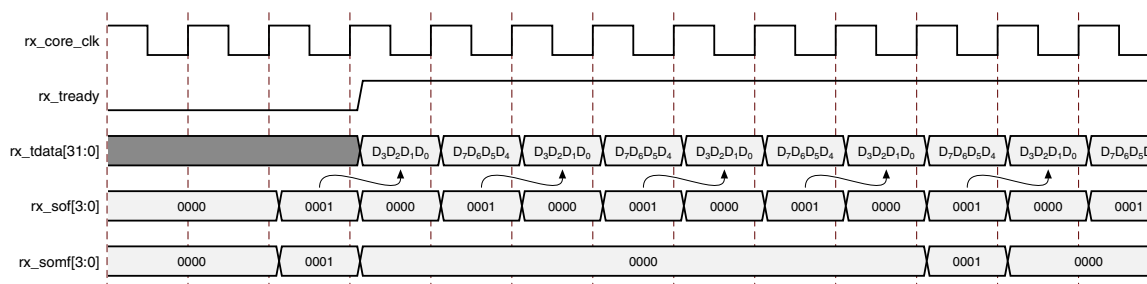 rx_core_clk
rx_tready
rx_tdata[31:0] D₃D₂D₁D₀ D₇D₆D₅D₄ D₃D₂D₁D₀ D₇D₆D₅D₄ D₃D₂D₁D₀ D₇D₆D₅D₄ D₃D₂D₁D₀ D₇D₆D₅D₄ D₃D₂D₁D₀ D₇D₆D₅D
rx_sof[3:0] 0000 0001 0000 0001 0000 0001 0000 0001 0000 0001 0000 0001
rx_somf[3:0] 0000 0001 0000 0001 0000